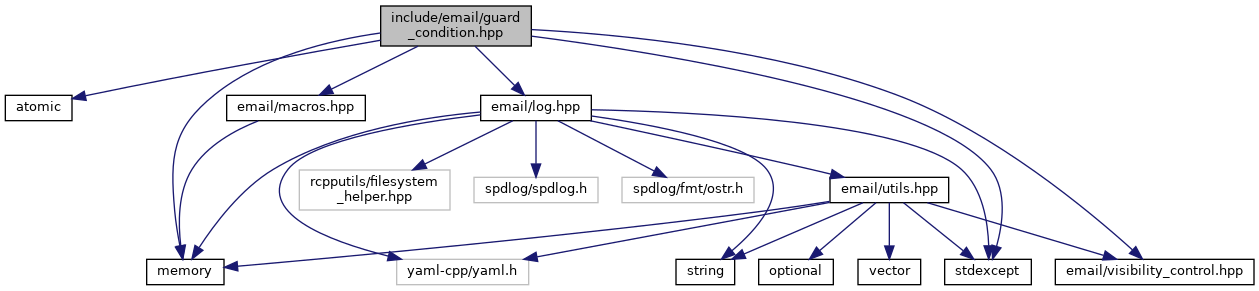 include/email/guard
_condition.hpp
atomic
email/macros.hpp
email/log.hpp
rcpputils/filesystem
_helper.hpp
spdlog/spdlog.h
spdlog/fmt/ostr.h
email/utils.hpp
memory
yaml-cpp/yaml.h
string
optional
vector
stdexcept
email/visibility_control.hpp